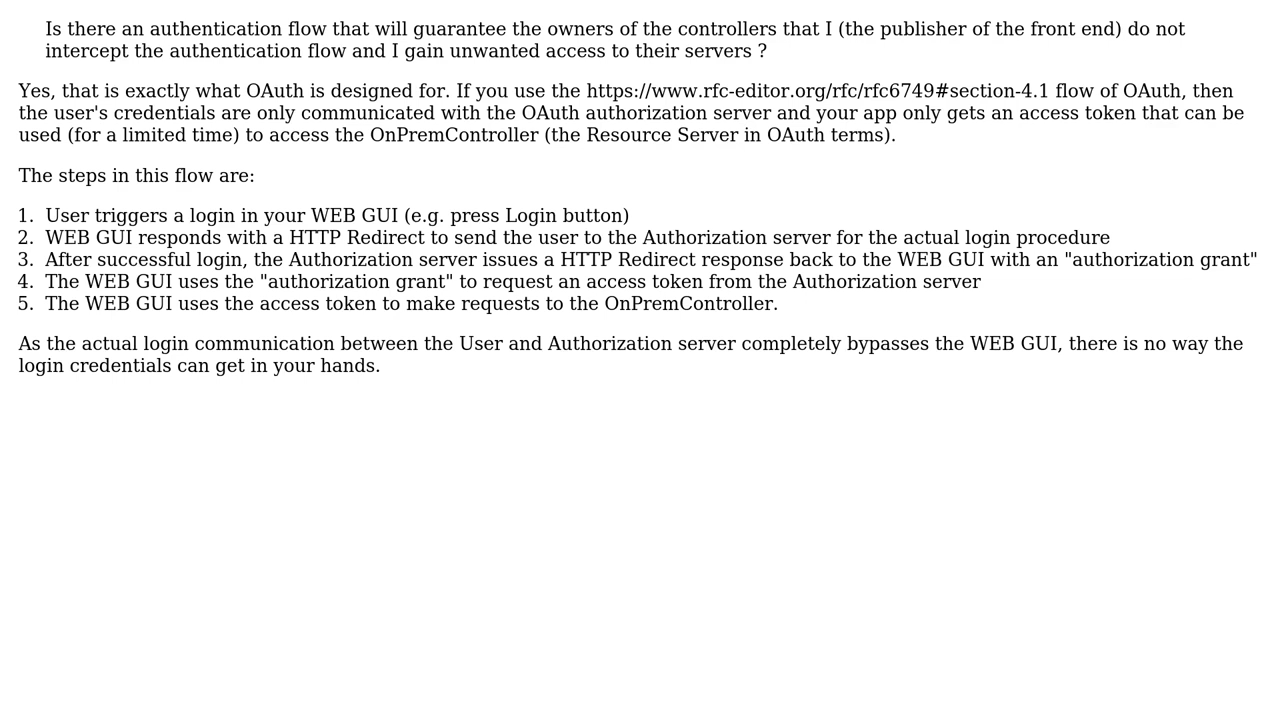 Is there an authentication flow that will guarantee the owners of the controllers that I (the publisher of the front end) do not
intercept the authentication flow and I gain unwanted access to their servers ?
Yes, that is exactly what OAuth is designed for. If you use the https://www.rfc-editor.org/rfc/rfc6749#section-4.1 flow of OAuth, then
the user's credentials are only communicated with the OAuth authorization server and your app only gets an access token that can be
used (for a limited time) to access the OnPremController (the Resource Server in OAuth terms).
The steps in this flow are:
1. User triggers a login in your WEB GUI (e.g. press Login button)
2. WEB GUI responds with a HTTP Redirect to send the user to the Authorization server for the actual login procedure
3. After successful login, the Authorization server issues a HTTP Redirect response back to the WEB GUI with an "authorization grant"
4. The WEB GUI uses the "authorization grant" to request an access token from the Authorization server
5. The WEB GUI uses the access token to make requests to the OnPremController.
As the actual login communication between the User and Authorization server completely bypasses the WEB GUI, there is no way the
login credentials can get in your hands.